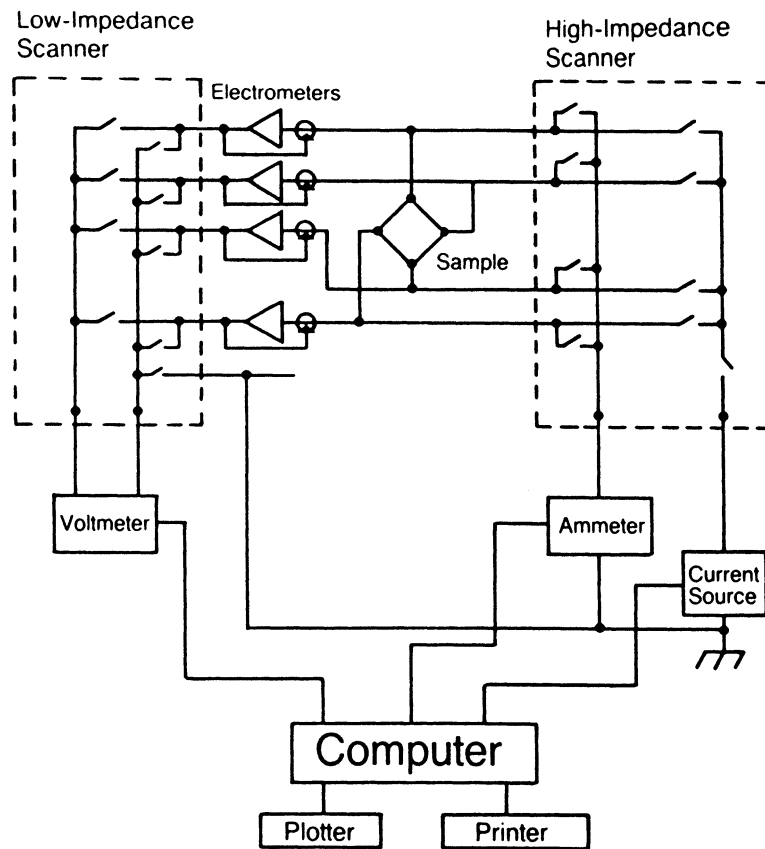 Low-Impedance
Scanner
High-Impedance
Scanner
Electrometers
Sample
Voltmeter
Ammeter
Current
Source
Computer
Plotter
Printer